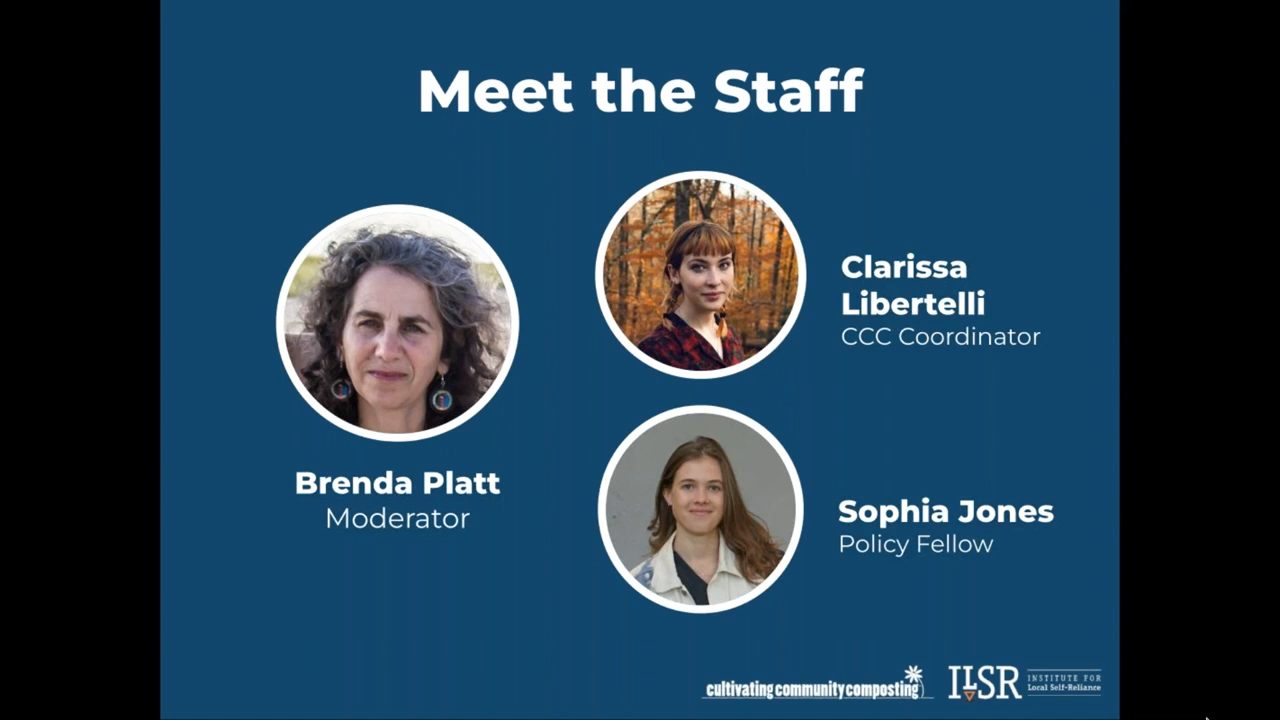 Meet the Staff
Brenda Platt
Moderator
Clarissa
Libertelli
CCC Coordinator
Sophia Jones
Policy Fellow
cultivating community composting
ILSR
INSTITUTE FOR
Local Self-Reliance